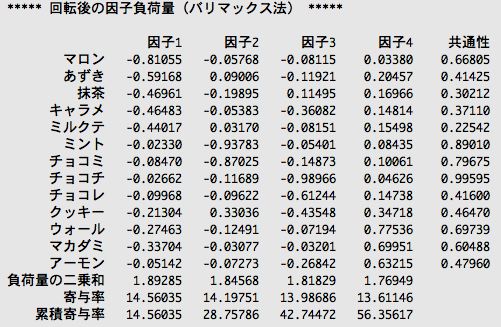 ***** 回転後の因子負荷量（バリマックス法） *****
因子1 因子2 因子3 因子4 共通性
マロン -0.81055 -0.05768 -0.08115 0.03380 0.66805
あずき -0.59168 0.09006 -0.11921 0.20457 0.41425
抹茶 -0.46961 -0.19895 0.11495 0.16966 0.30212
キャラメ -0.46483 -0.05383 -0.36082 0.14814 0.37110
ミルクテ -0.44017 0.03170 -0.08151 0.15498 0.22542
ミント -0.02330 -0.93783 -0.05401 0.08435 0.89010
チョコミ -0.08470 -0.87025 -0.14873 0.10061 0.79675
チョコチ -0.02662 -0.11689 -0.98966 0.04626 0.99595
チョコレ -0.09968 -0.09622 -0.61244 0.14738 0.41600
クッキー -0.21304 0.33036 -0.43548 0.34718 0.46470
ウォール -0.27463 -0.12491 -0.07194 0.77536 0.69739
マカダミ -0.33704 -0.03077 -0.03201 0.69951 0.60488
アーモン -0.05142 -0.07273 -0.26842 0.63215 0.47960
負荷量の二乗和 1.89285 1.84568 1.81829 1.76949
寄与率 14.56035 14.19751 13.98686 13.61146
累積寄与率 14.56035 28.75786 42.74472 56.35617